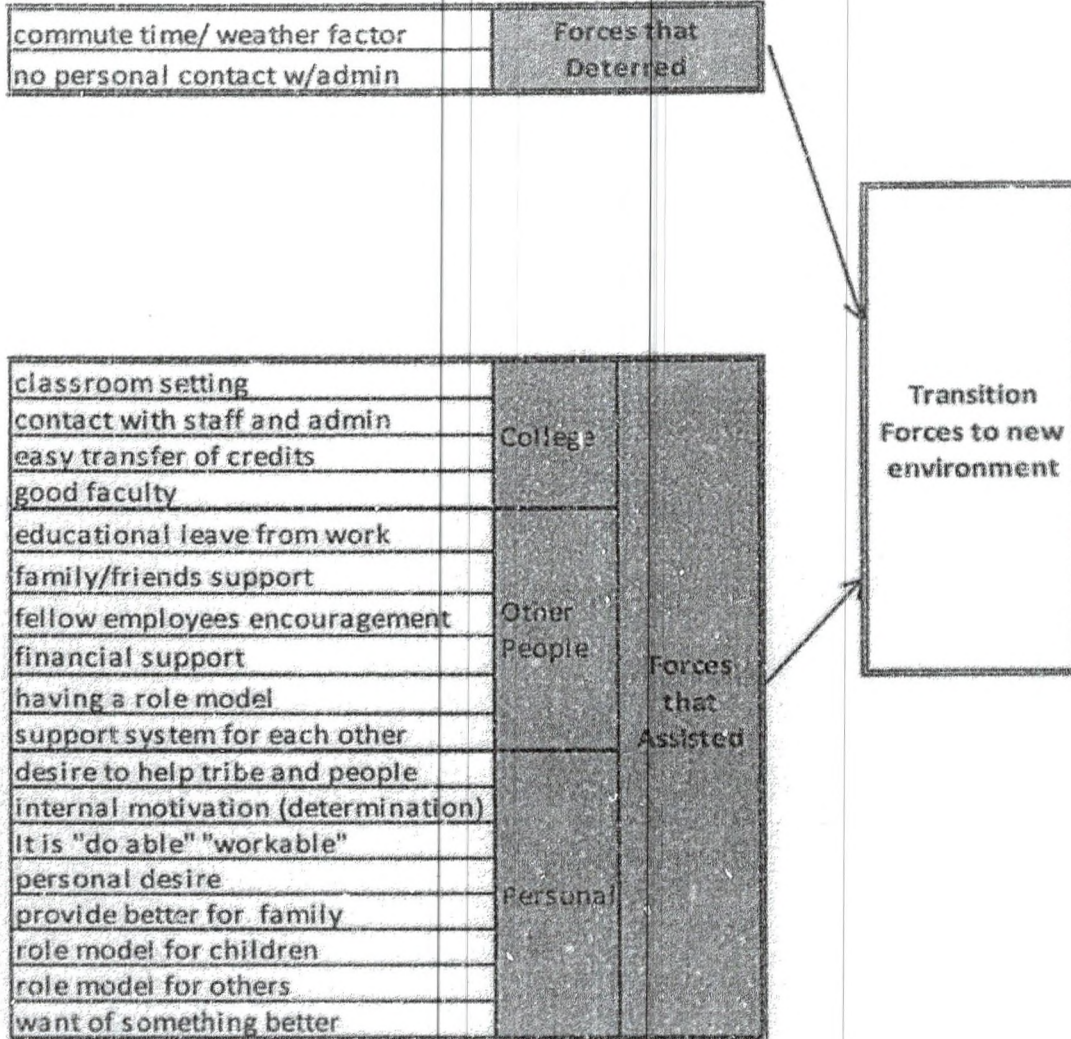 commute time/ weather factor
no personal contact w/admin
Forces that
Deterred
classroom setting
contact with staff and admin
easy transfer of credits
good faculty
College
educational leave from work
family/friends support
fellow employees encouragement
financial support
having a role model
support system for each other
Other
People
desire to help tribe and people
internal motivation (determination)
It is "do able" "workable"
personal desire
provide better for family
role model for children
role model for others
want of something better
Personal
Forces
that
Assisted
Transition
Forces to new
environment